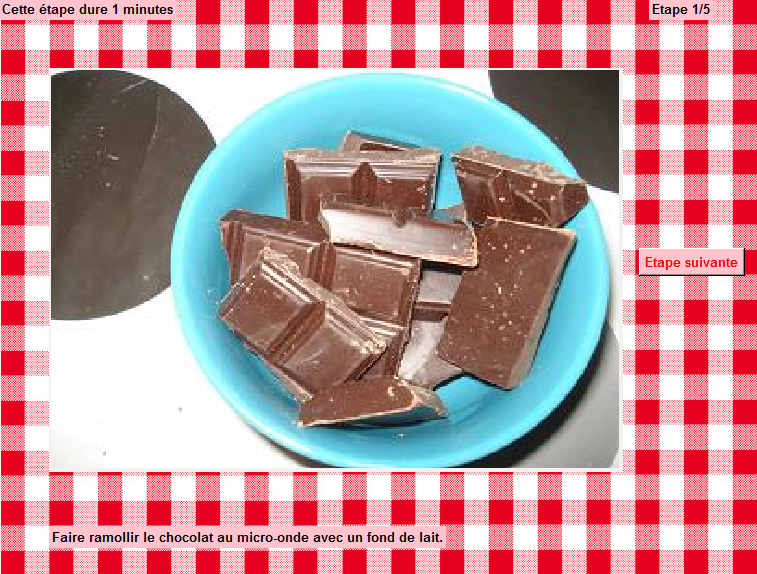 Cette étape dure 1 minutes
Etape 1/5
Etape suivante
Faire ramollir le chocolat au micro-onde avec un fond de lait.